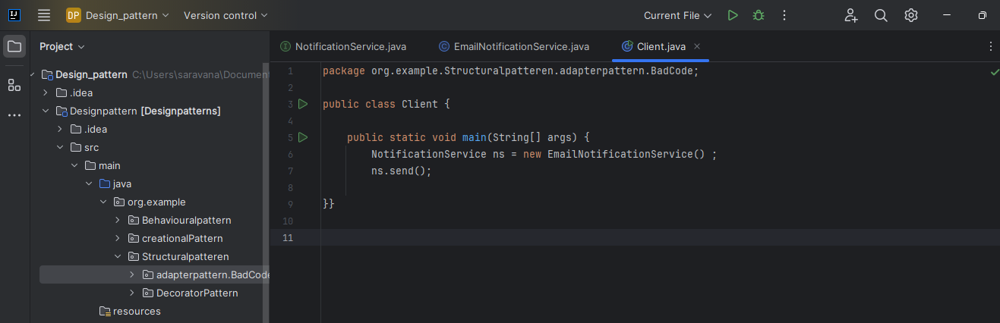 DP Design_pattern Version control Current File
Project
Design_pattern C:\Users\saravana\Document
.idea
Designpattern [Designpatterns]
.idea
src
main
java
org.example
Behaviouralpattern
creationalPattern
Structuralpatteren
adapterpattern.BadCode
DecoratorPattern
resources
NotificationService.java EmailNotificationService.java Client.java
1 package org.example.Structuralpatteren.adapterpattern.BadCode;
2
3 public class Client {
4
5 public static void main(String[] args) {
6 NotificationService ns = new EmailNotificationService() ;
7 ns.send();
8
9 }}
10
11